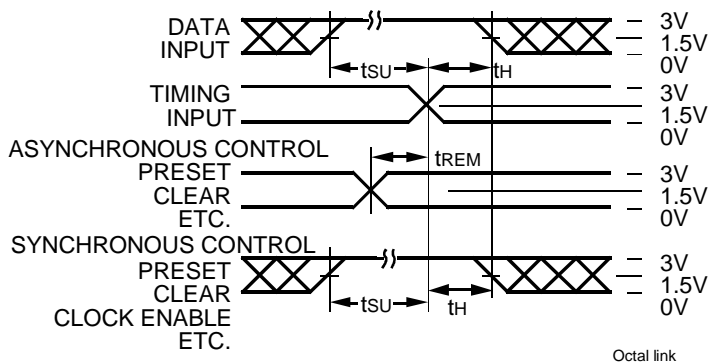 DATA
INPUT
tSU
tH
3V
1.5V
0V
TIMING
INPUT
3V
1.5V
0V
ASYNCHRONOUS CONTROL
PRESET
CLEAR
ETC.
tREM
3V
1.5V
0V
SYNCHRONOUS CONTROL
PRESET
CLEAR
CLOCK ENABLE
ETC.
tSU
tH
3V
1.5V
0V
Octal link